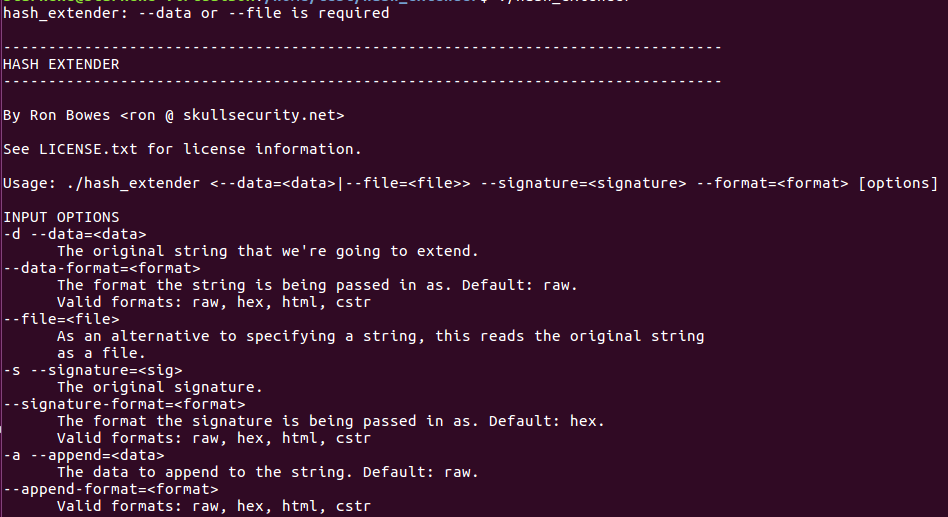 hash_extender: --data or --file is required
--------------------------------------------------------------------------------
HASH EXTENDER
--------------------------------------------------------------------------------
By Ron Bowes <ron @ skullsecurity.net>
See LICENSE.txt for license information.
Usage: ./hash_extender <--data=<data>|--file=<file>> --signature=<signature> --format=<format> [options]
INPUT OPTIONS
-d --data=<data>
      The original string that we're going to extend.
--data-format=<format>
      The format the string is being passed in as. Default: raw.
      Valid formats: raw, hex, html, cstr
--file=<file>
      As an alternative to specifying a string, this reads the original string
      as a file.
-s --signature=<sig>
      The original signature.
--signature-format=<format>
      The format the signature is being passed in as. Default: hex.
      Valid formats: raw, hex, html, cstr
-a --append=<data>
      The data to append to the string. Default: raw.
--append-format=<format>
      Valid formats: raw, hex, html, cstr